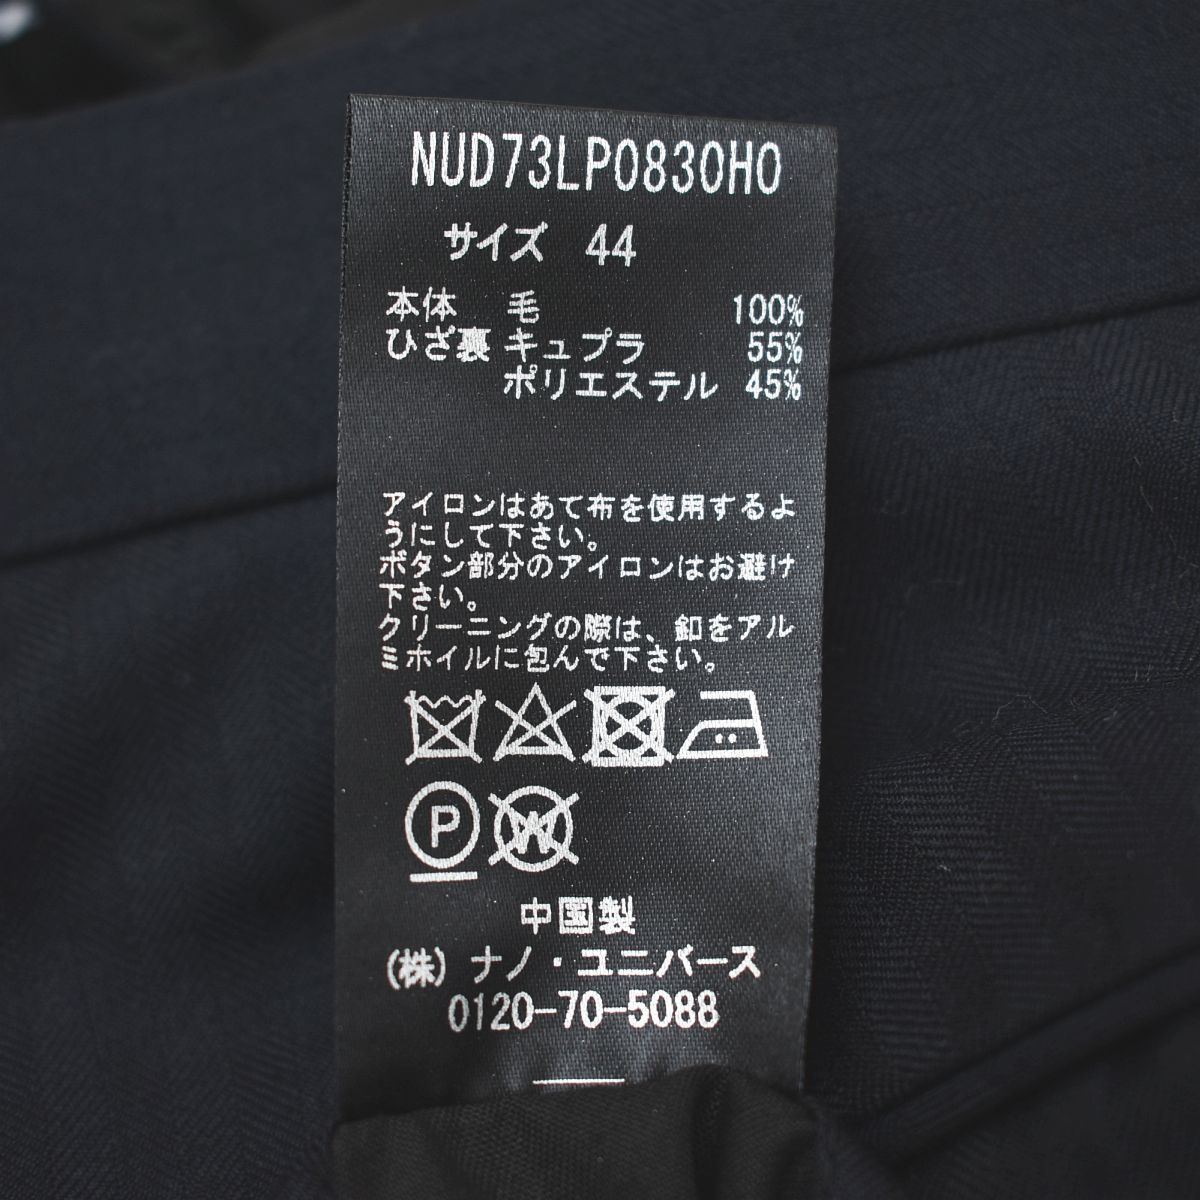 NUD73LP0830HO
サイズ 44
本体 毛 100%
ひざ裏 キュプラ 55%
ポリエステル 45%
アイロンはあて布を使用するよ
うにして下さい。
ボタン部分のアイロンはお避け
下さい。
クリーニングの際は、釦をアル
ミホイルに包んで下さい。
P W
中国製
(株) ナノ・ユニバース
0120-70-5088